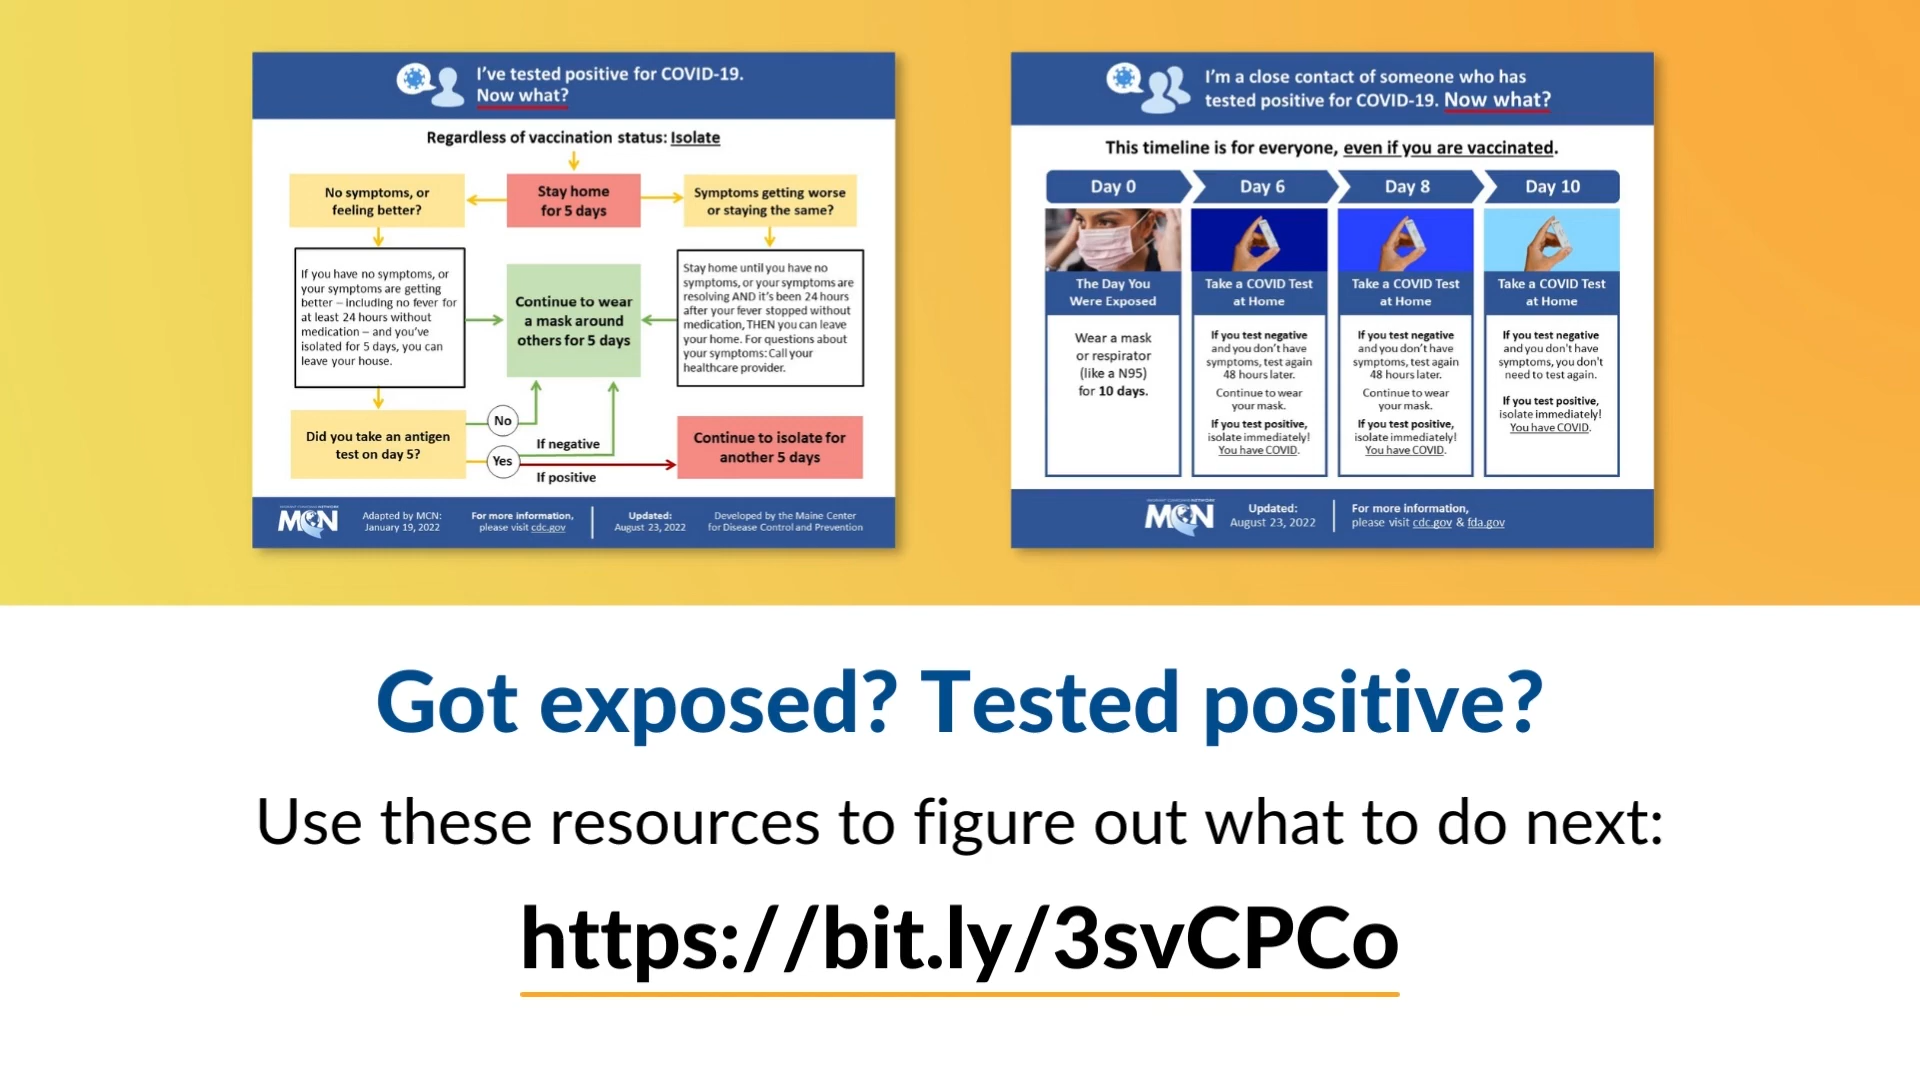 I've tested positive for COVID-19.
Now what?
Regardless of vaccination status: Isolate
No symptoms, or
feeling better?
Stay home
for 5 days
Symptoms getting worse
or staying the same?
If you have no symptoms, or
your symptoms are getting
better – including no fever for
at least 24 hours without
medication – and you've
isolated for 5 days, you can
leave your house.
Continue to wear
a mask around
others for 5 days
Stay home until you have no
symptoms, or your symptoms are
resolving AND it's been 24 hours
after your fever stopped without
medication, THEN you can leave
your home. For questions about
your symptoms: Call your
healthcare provider.
Did you take an antigen
test on day 5?
No
Yes
If negative
If positive
Continue to isolate for
another 5 days
MCN
Adapted by MCN:
January 19, 2022
For more information,
please visit cdc.gov
Updated:
August 23, 2022
Developed by the Maine Center
for Disease Control and Prevention
I'm a close contact of someone who has
tested positive for COVID-19. Now what?
This timeline is for everyone, even if you are vaccinated.
Day 0
Day 6
Day 8
Day 10
The Day You
Were Exposed
Wear a mask
or respirator
(like a N95)
for 10 days.
Take a COVID Test
at Home
If you test negative
and you don't have
symptoms, test again
48 hours later.
Continue to wear
your mask.
If you test positive,
isolate immediately!
You have COVID.
Take a COVID Test
at Home
If you test negative
and you don't have
symptoms, test again
48 hours later.
Continue to wear
your mask.
If you test positive,
isolate immediately!
You have COVID.
Take a COVID Test
at Home
If you test negative
and you don't have
symptoms, you don't
need to test again.
If you test positive,
isolate immediately!
You have COVID.
MCN
Updated:
August 23, 2022
For more information,
please visit cdc.gov & fda.gov
Got exposed? Tested positive?
Use these resources to figure out what to do next:
https://bit.ly/3svCPCo